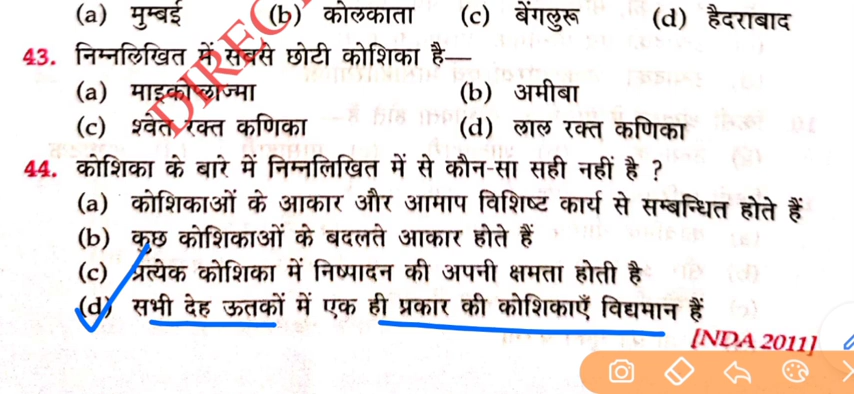 (a) मुम्बई (b) कोलकाता (c) बेंगलुरू (d) हैदराबाद
43. निम्नलिखित में सबसे छोटी कोशिका है—
(a) माइकोप्लाज्मा (b) अमीबा
(c) श्वेत रक्त कणिका (d) लाल रक्त कणिका
44. कोशिका के बारे में निम्नलिखित में से कौन-सा सही नहीं है ?
(a) कोशिकाओं के आकार और आमाप विशिष्ट कार्य से सम्बन्धित होते हैं
(b) कुछ कोशिकाओं के बदलते आकार होते हैं
(c) प्रत्येक कोशिका में निष्पादन की अपनी क्षमता होती है
(d) सभी देह ऊतकों में एक ही प्रकार की कोशिकाएँ विद्यमान हैं
[NDA 2011]
DIREC